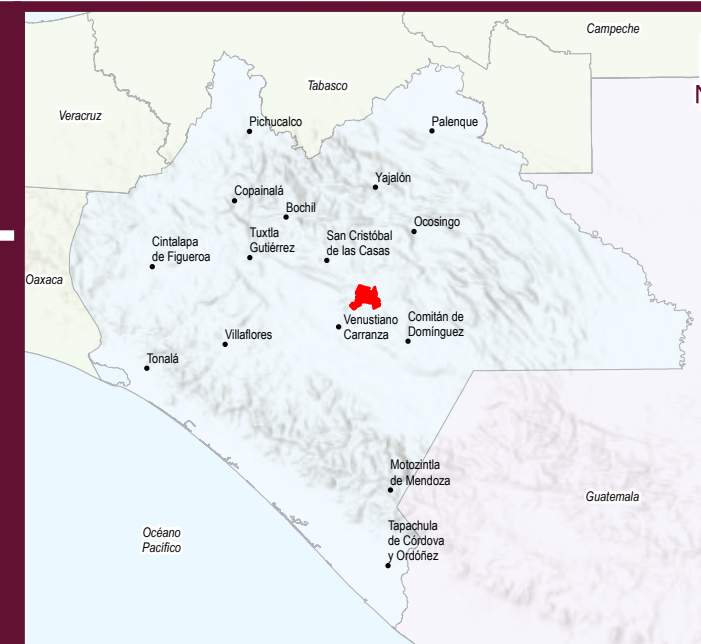 Campeche
Tabasco
N
Veracruz
Pichucalco
Palenque
Yajalón
Copainalá
Bochil
Ocosingo
Tuxtla
Gutiérrez
San Cristóbal
de las Casas
Cintalapa
de Figueroa
Oaxaca
Venustiano
Carranza
Comitán de
Domínguez
Villaflores
Tonalá
Motozintla
de Mendoza
Guatemala
Océano
Pacifico
Tapachula
de Córdova
y Ordóñez